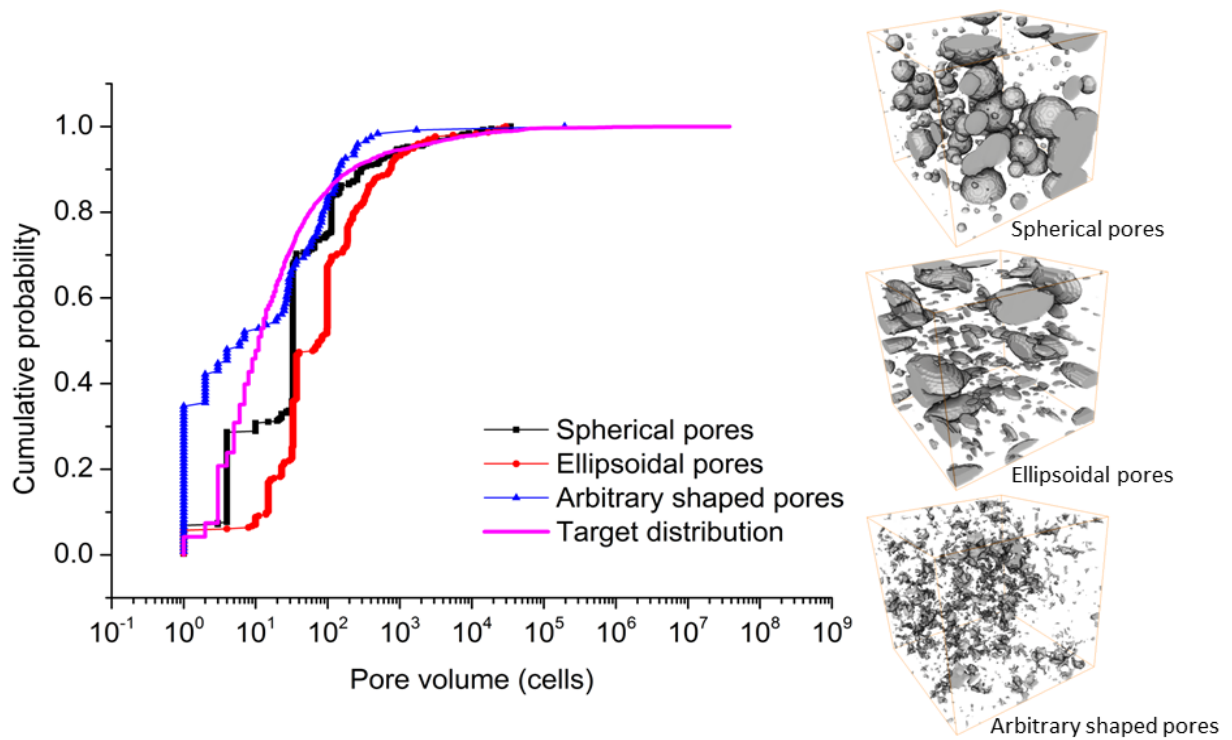 Cumulative probability
1.0
0.8
0.6
0.4
0.2
0.0
Spherical pores
Ellipsoidal pores
Arbitrary shaped pores
Target distribution
10⁻¹ 10⁰ 10¹ 10² 10³ 10⁴ 10⁵ 10⁶ 10⁷ 10⁸ 10⁹
Pore volume (cells)
Spherical pores
Ellipsoidal pores
Arbitrary shaped pores